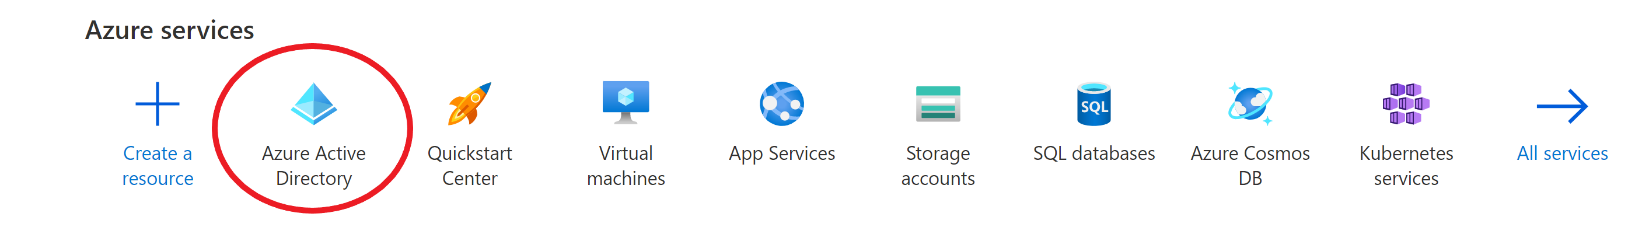 Azure services
Create a
resource
Azure Active
Directory
Quickstart
Center
Virtual
machines
App Services
Storage
accounts
SQL
SQL databases
Azure Cosmos
DB
Kubernetes
services
All services